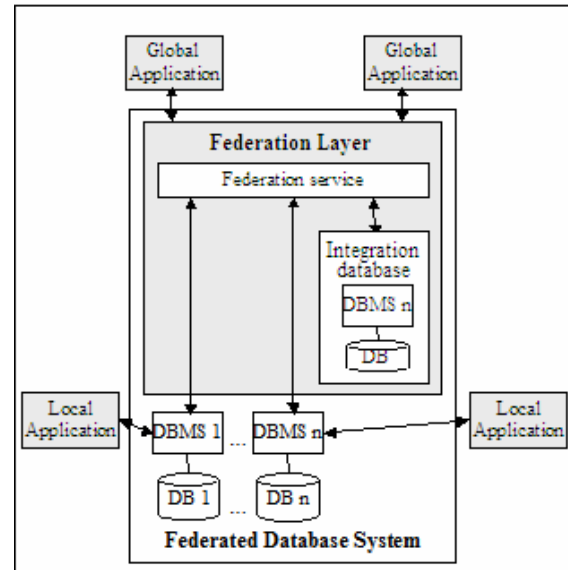 Global
Application
Global
Application
Federation Layer
Federation service
Integration
database
DBMS n
DB
Local
Application
DBMS 1
...
DBMS n
Local
Application
DB 1
...
DB n
Federated Database System